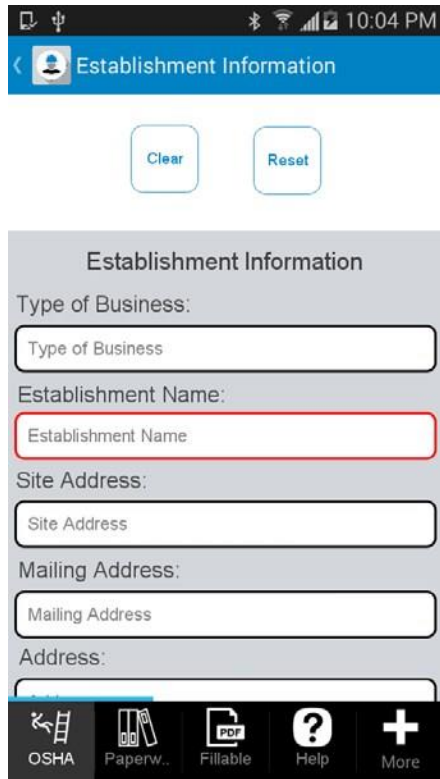 10:04 PM
Establishment Information
Clear
Reset
Establishment Information
Type of Business:
Type of Business
Establishment Name:
Establishment Name
Site Address:
Site Address
Mailing Address:
Mailing Address
Address:
PDF
OSHA
Paperw..
Fillable
Help
More